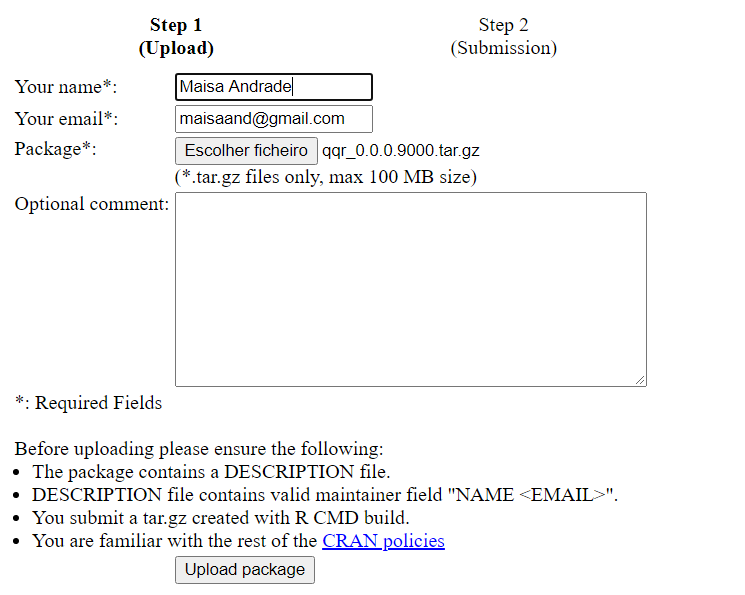 Step 1 Step 2
(Upload) (Submission)
Your name*: Maisa Andrade
Your email*: maisaand@gmail.com
Package*: Escolher ficheiro qqr_0.0.0.9000.tar.gz
(*.tar.gz files only, max 100 MB size)
Optional comment:
*: Required Fields
Before uploading please ensure the following:
• The package contains a DESCRIPTION file.
• DESCRIPTION file contains valid maintainer field "NAME <EMAIL>".
• You submit a tar.gz created with R CMD build.
• You are familiar with the rest of the CRAN policies
Upload package